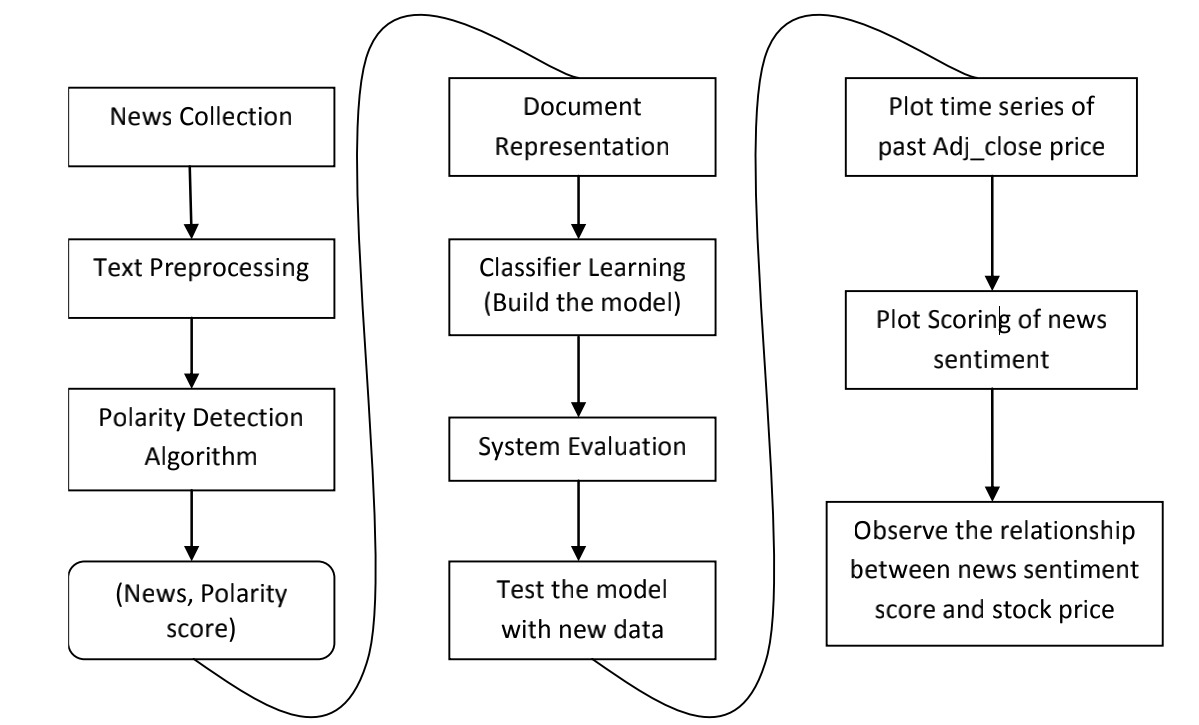 News Collection
Text Preprocessing
Polarity Detection
Algorithm
(News, Polarity
score)
Document
Representation
Classifier Learning
(Build the model)
System Evaluation
Test the model
with new data
Plot time series of
past Adj_close price
Plot Scoring of news
sentiment
Observe the relationship
between news sentiment
score and stock price